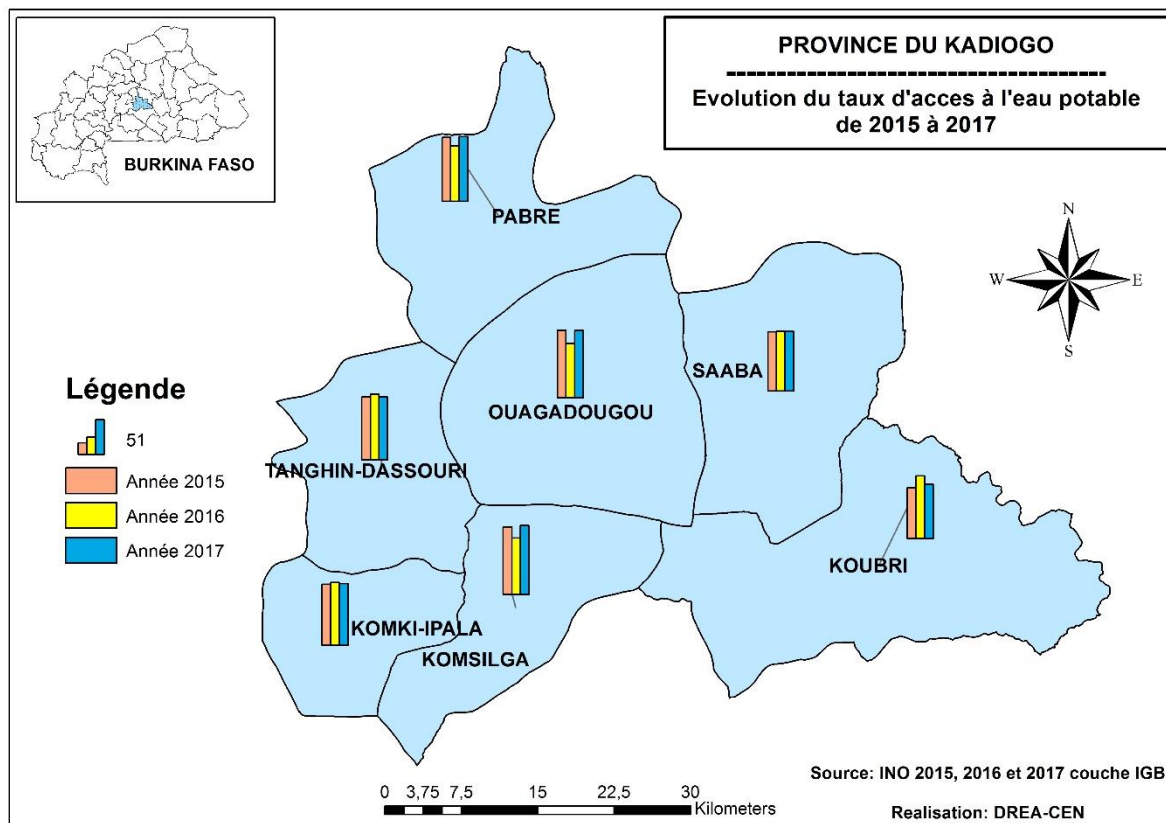 BURKINA FASO
PROVINCE DU KADIOGO
----------------------------------------
Evolution du taux d'acces à l'eau potable
de 2015 à 2017
N
W
E
S
PABRE
SAABA
OUAGADOUGOU
TANGHIN-DASSOURI
KOUBRI
KOMKI-IPALA
KOMSILGA
Légende
51
Année 2015
Année 2016
Année 2017
0 3,75 7,5 15 22,5 30
Kilometers
Source: INO 2015, 2016 et 2017 couche IGB
Realisation: DREA-CEN